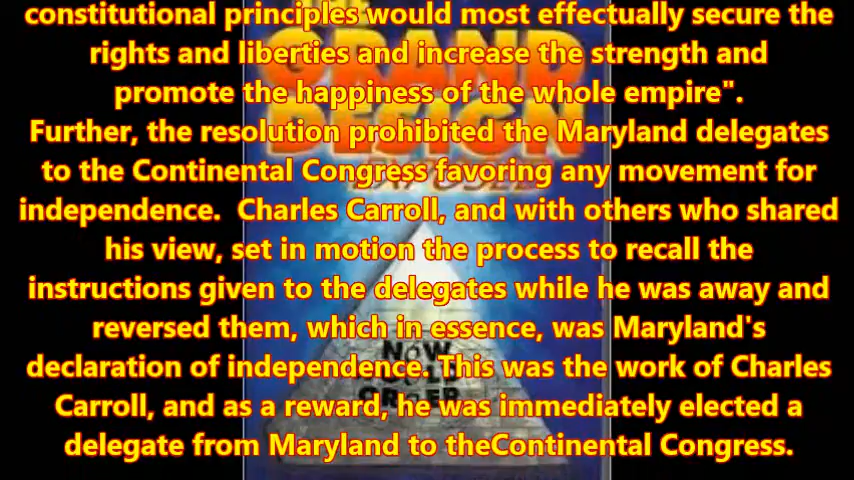 constitutional principles would most effectually secure the
rights and liberties and increase the strength and
promote the happiness of the whole empire".
Further, the resolution prohibited the Maryland delegates
to the Continental Congress favoring any movement for
independence.  Charles Carroll, and with others who shared
his view, set in motion the process to recall the
instructions given to the delegates while he was away and
reversed them, which in essence, was Maryland's
declaration of independence. This was the work of Charles
Carroll, and as a reward, he was immediately elected a
delegate from Maryland to theContinental Congress.
GRAND
DESIGN
EXPOSED
NOW
ORDER